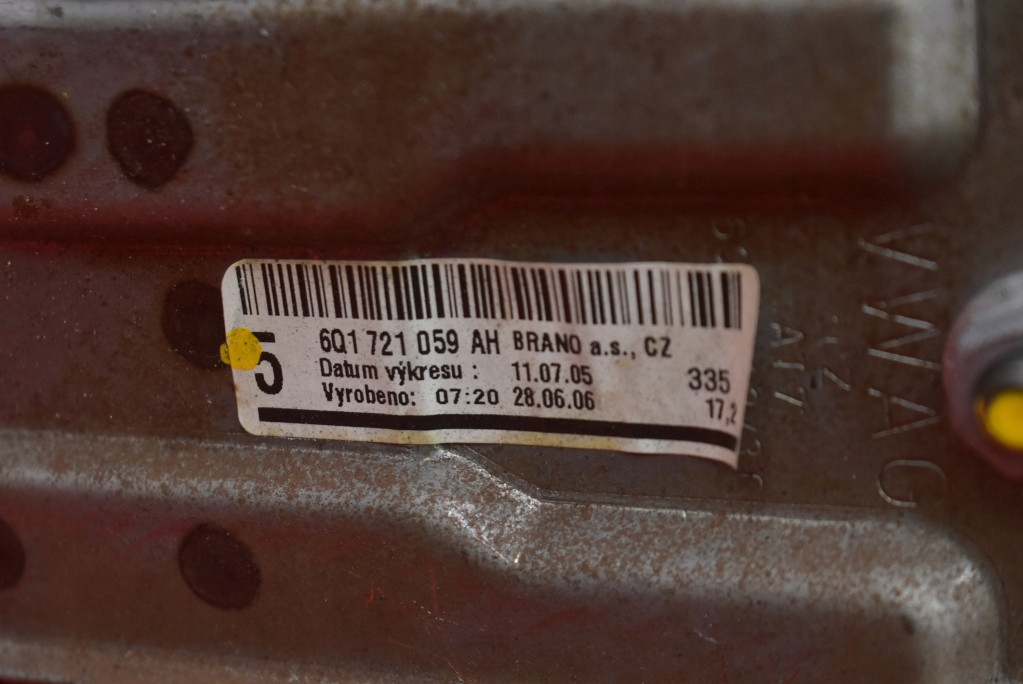 5
6Q1 721 059 AH BRANO a.s., CZ
Datum výkresu : 11.07.05 335
Vyrobeno: 07:20 28.06.06 17,2
VWAG